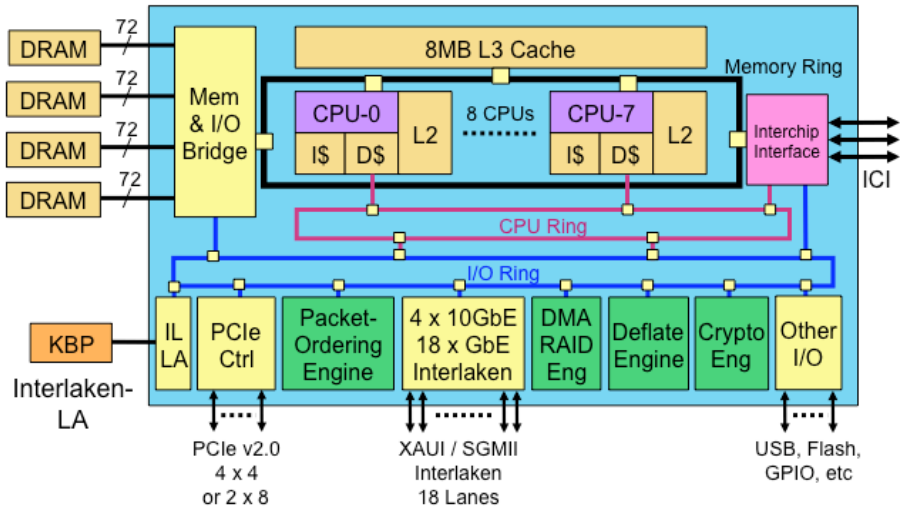 72
DRAM
72
DRAM
72
DRAM
72
DRAM
Mem
& I/O
Bridge
8MB L3 Cache
Memory Ring
CPU-0
I$
D$
L2
8 CPUs
CPU-7
I$
D$
L2
Interchip
Interface
ICI
CPU Ring
I/O Ring
KBP
Interlaken-
LA
IL
LA
PCIe
Ctrl
Packet-
Ordering
Engine
4 x 10GbE
18 x GbE
Interlaken
DMA
RAID
Eng
Deflate
Engine
Crypto
Eng
Other
I/O
PCIe v2.0
4 x 4
or 2 x 8
XAUI / SGMII
Interlaken
18 Lanes
USB, Flash,
GPIO, etc